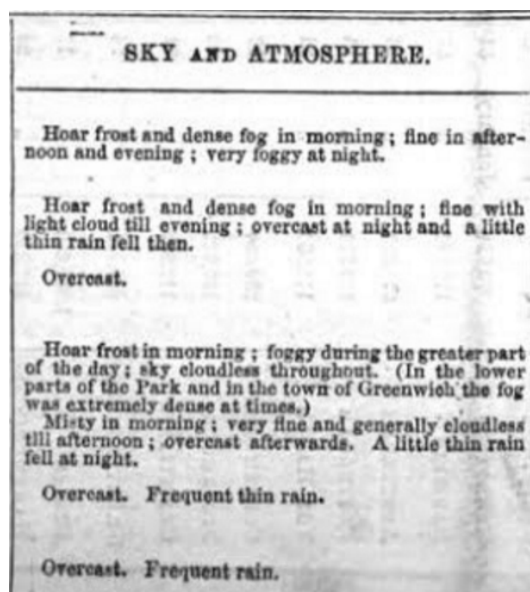 SKY AND ATMOSPHERE.
Hoar frost and dense fog in morning; fine in after-
noon and evening; very foggy at night.
Hoar frost and dense fog in morning; fine with
light cloud till evening; overcast at night and a little
thin rain fell then.
Overcast.
Hoar frost in morning; foggy during the greater part
of the day; sky cloudless throughout. (In the lower
parts of the Park and in the town of Greenwich the fog
was extremely dense at times.)
Misty in morning; very fine and generally cloudless
till afternoon; overcast afterwards. A little thin rain
fell at night.
Overcast. Frequent thin rain.
Overcast. Frequent rain.